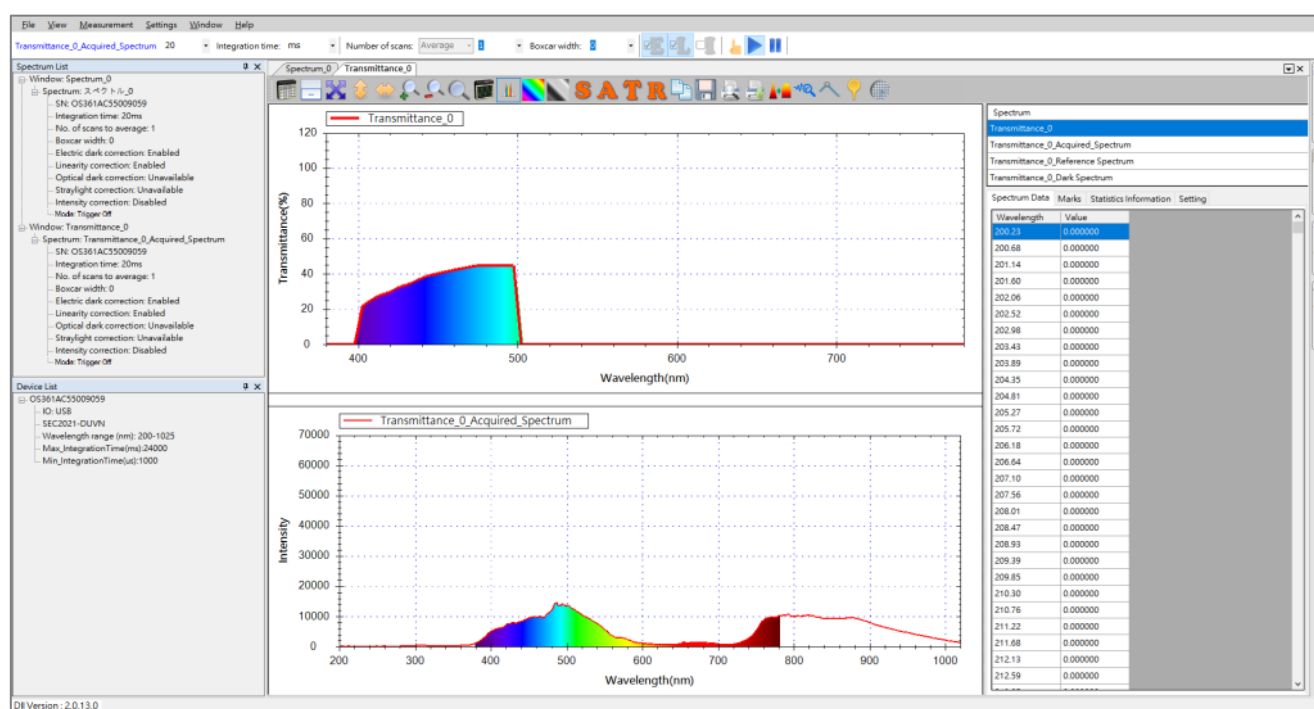 File View Measurement Settings Window Help
Transmittance_0_Acquired_Spectrum 20 Integration time: ms Number of scans: Average 1 Boxcar width: 0
Spectrum List
Window: Spectrum_0
Spectrum: スペクトル_0
SN: OS361AC55009059
Integration time: 20ms
No. of scans to average: 1
Boxcar width: 0
Electric dark correction: Enabled
Linearity correction: Enabled
Optical dark correction: Unavailable
Straylight correction: Unavailable
Intensity correction: Disabled
Mode: Trigger Off
Window: Transmittance_0
Spectrum: Transmittance_0_Acquired_Spectrum
SN: OS361AC55009059
Integration time: 20ms
No. of scans to average: 1
Boxcar width: 0
Electric dark correction: Enabled
Linearity correction: Enabled
Optical dark correction: Unavailable
Straylight correction: Unavailable
Intensity correction: Disabled
Mode: Trigger Off
Device List
OS361AC55009059
IO: USB
SEC2021-DUVN
Wavelength range (nm): 200-1025
Max_IntegrationTime(ms):24000
Min_IntegrationTime(us):1000
Spectrum_0 Transmittance_0
S A T R
Transmittance_0
120
100
80
60
40
20
0
Transmittance(%)
400 500 600 700
Wavelength(nm)
Transmittance_0_Acquired_Spectrum
70000
60000
50000
40000
30000
20000
10000
0
Intensity
200 300 400 500 600 700 800 900 1000
Wavelength(nm)
Spectrum
Transmittance_0
Transmittance_0_Acquired_Spectrum
Transmittance_0_Reference Spectrum
Transmittance_0_Dark Spectrum
Spectrum Data Marks Statistics Information Setting
Wavelength Value
200.23 0.000000
200.68 0.000000
201.14 0.000000
201.60 0.000000
202.06 0.000000
202.52 0.000000
202.98 0.000000
203.43 0.000000
203.89 0.000000
204.35 0.000000
204.81 0.000000
205.27 0.000000
205.72 0.000000
206.18 0.000000
206.64 0.000000
207.10 0.000000
207.56 0.000000
208.01 0.000000
208.47 0.000000
208.93 0.000000
209.39 0.000000
209.85 0.000000
210.30 0.000000
210.76 0.000000
211.22 0.000000
211.68 0.000000
212.13 0.000000
212.59 0.000000
Dll Version : 2.0.13.0